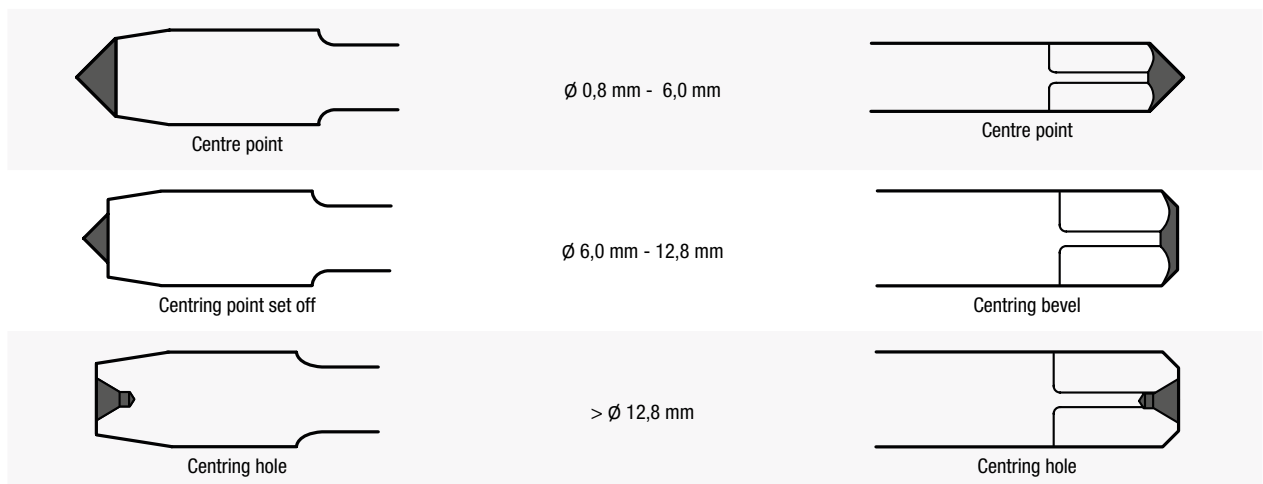 Centre point
Ø 0,8 mm - 6,0 mm
Centre point
Centring point set off
Ø 6,0 mm - 12,8 mm
Centring bevel
Centring hole
> Ø 12,8 mm
Centring hole